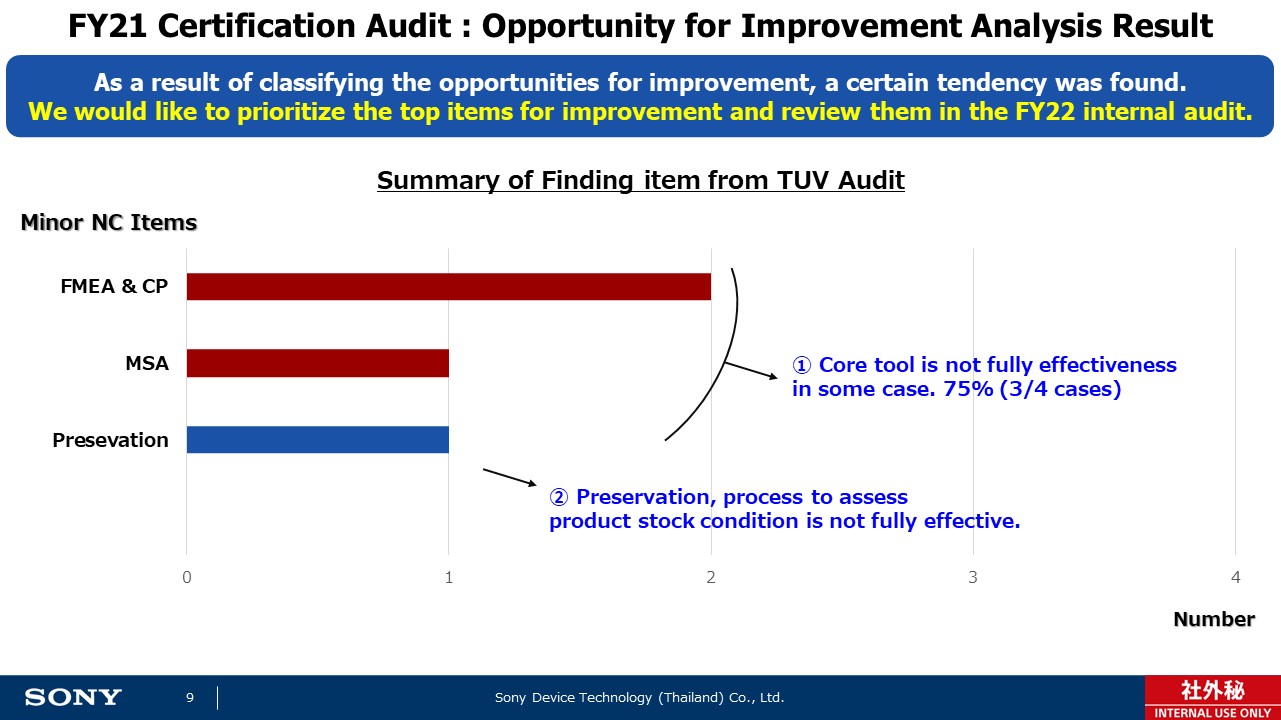 FY21 Certification Audit : Opportunity for Improvement Analysis Result
As a result of classifying the opportunities for improvement, a certain tendency was found.
We would like to prioritize the top items for improvement and review them in the FY22 internal audit.
Summary of Finding item from TUV Audit
Minor NC Items
FMEA & CP
MSA
Presevation
① Core tool is not fully effectiveness
in some case. 75% (3/4 cases)
② Preservation, process to assess
product stock condition is not fully effective.
0 1 2 3 4
Number
SONY
9
Sony Device Technology (Thailand) Co., Ltd.
社外秘
INTERNAL USE ONLY